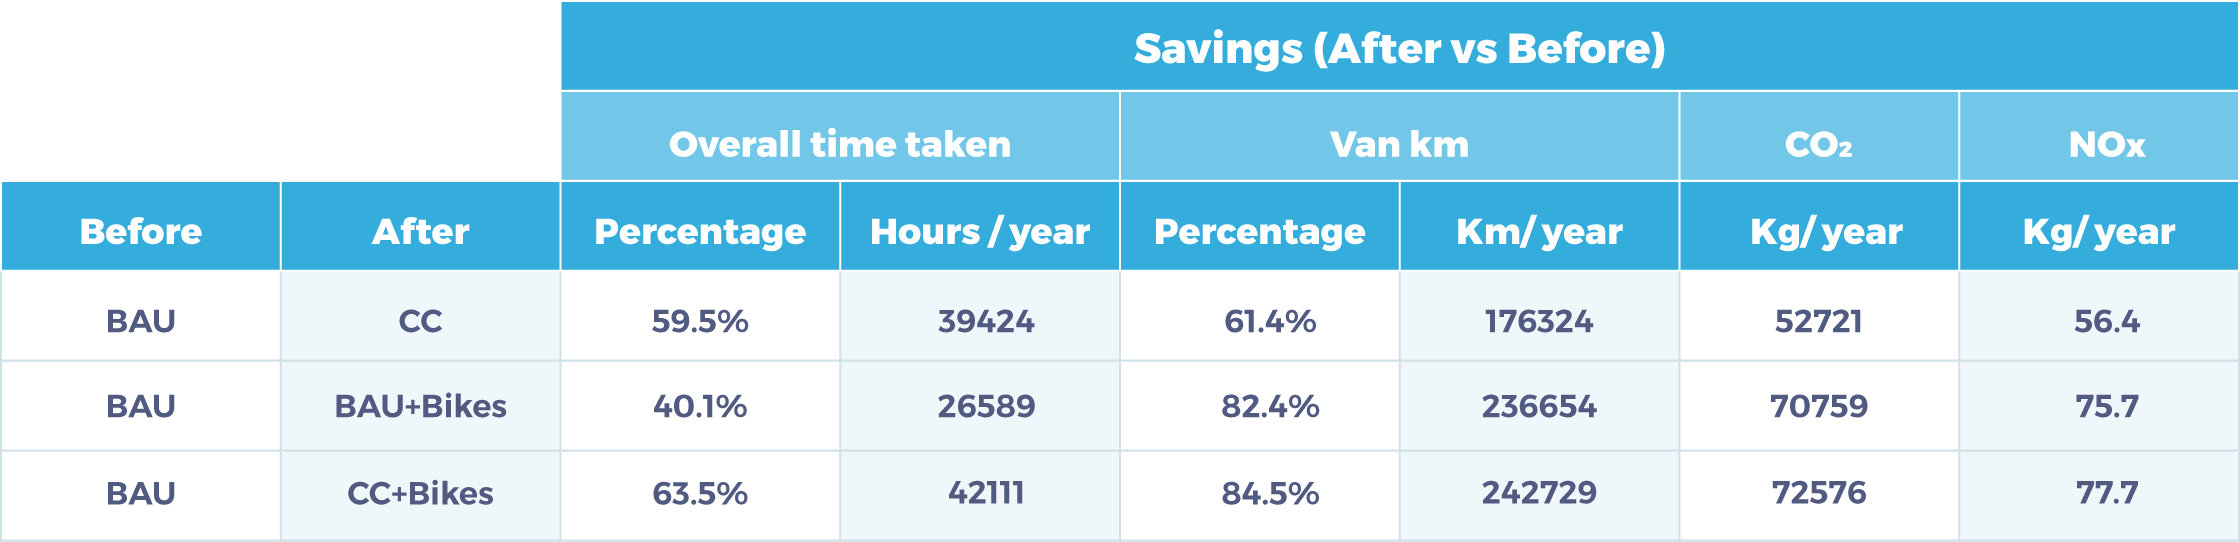 Savings (After vs Before)
Overall time taken Van km CO₂ NOx
Before After Percentage Hours / year Percentage Km/ year Kg/ year Kg/ year
BAU CC 59.5% 39424 61.4% 176324 52721 56.4
BAU BAU+Bikes 40.1% 26589 82.4% 236654 70759 75.7
BAU CC+Bikes 63.5% 42111 84.5% 242729 72576 77.7